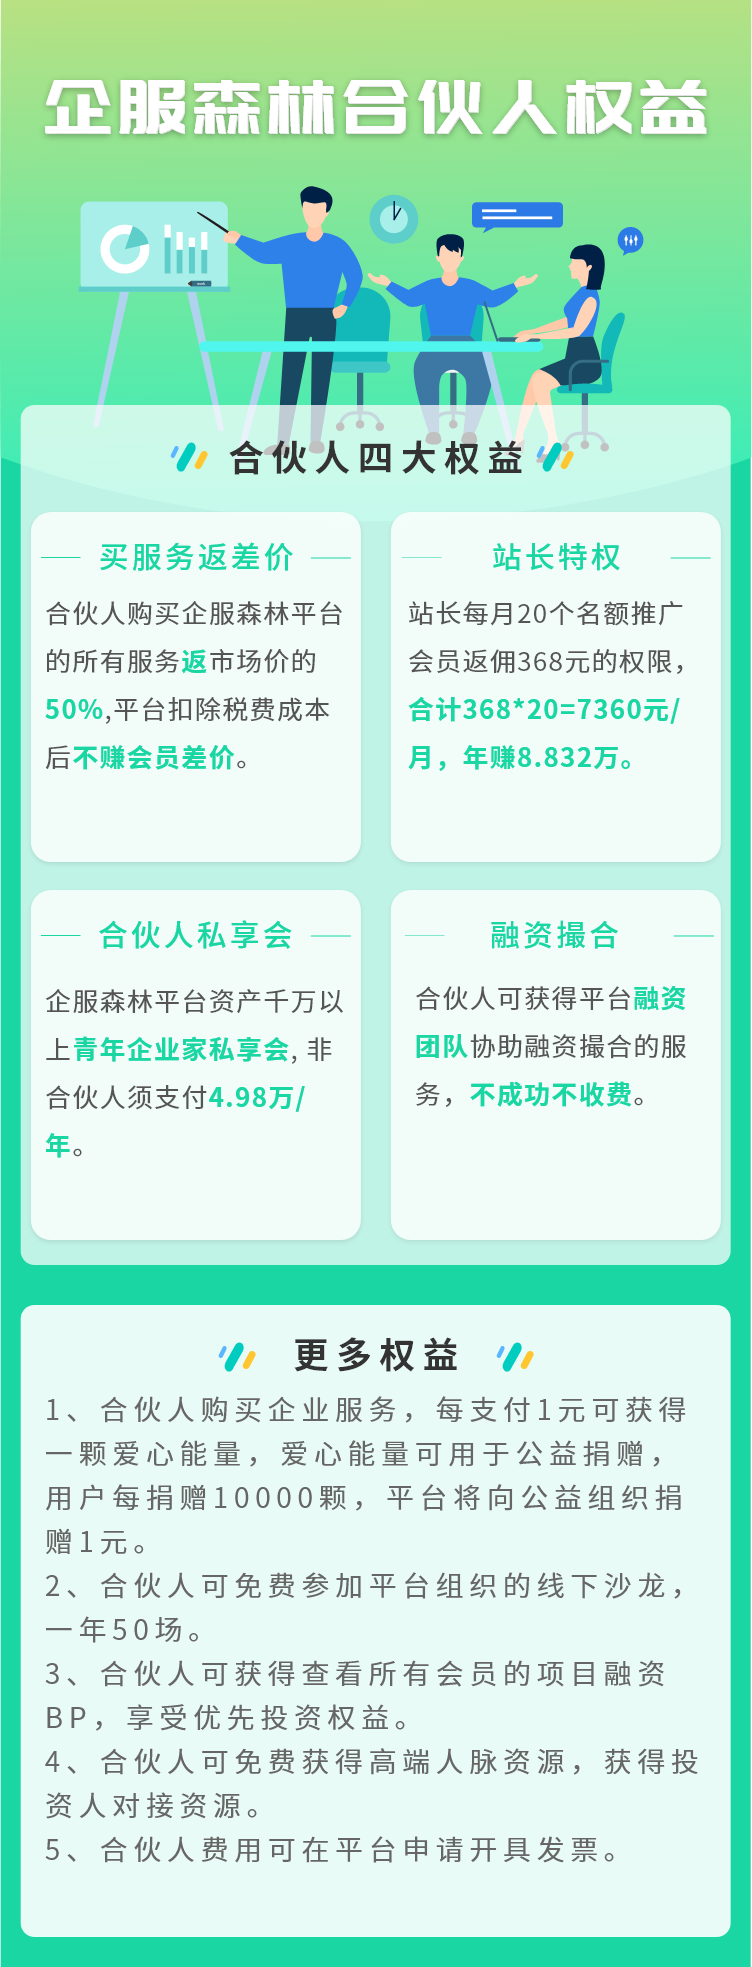 企服森林合伙人权益
合伙人四大权益
买服务返差价
合伙人购买企服森林平台
的所有服务返市场价的
50%,平台扣除税费成本
后不赚会员差价。
站长特权
站长每月20个名额推广
会员返佣368元的权限，
合计368*20=7360元/
月，年赚8.832万。
合伙人私享会
企服森林平台资产千万以
上青年企业家私享会, 非
合伙人须支付4.98万/
年。
融资撮合
合伙人可获得平台融资
团队协助融资撮合的服
务，不成功不收费。
更多权益
1、合伙人购买企业服务，每支付1元可获得
一颗爱心能量，爱心能量可用于公益捐赠，
用户每捐赠10000颗，平台将向公益组织捐
赠1元。
2、合伙人可免费参加平台组织的线下沙龙，
一年50场。
3、合伙人可获得查看所有会员的项目融资
BP，享受优先投资权益。
4、合伙人可免费获得高端人脉资源，获得投
资人对接资源。
5、合伙人费用可在平台申请开具发票。